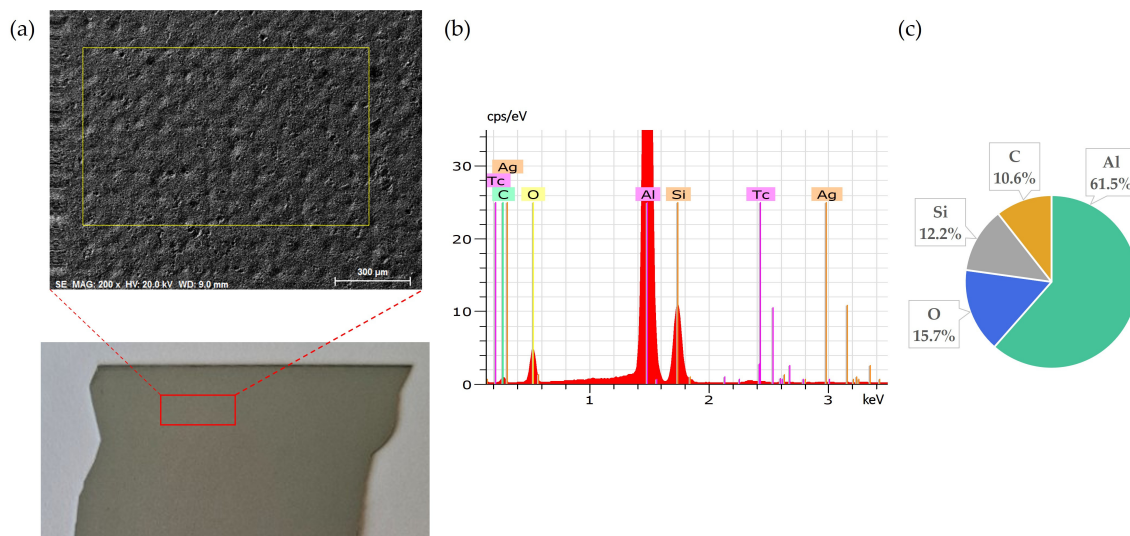 (a)
300 µm
SE MAG: 200 x HV: 20.0 kV WD: 9.0 mm
(b)
cps/eV
30
20
10
0
Ag
Tc
C
O
Al
Si
Tc
Ag
1
2
3
keV
(c)
C
10.6%
Al
61.5%
Si
12.2%
O
15.7%